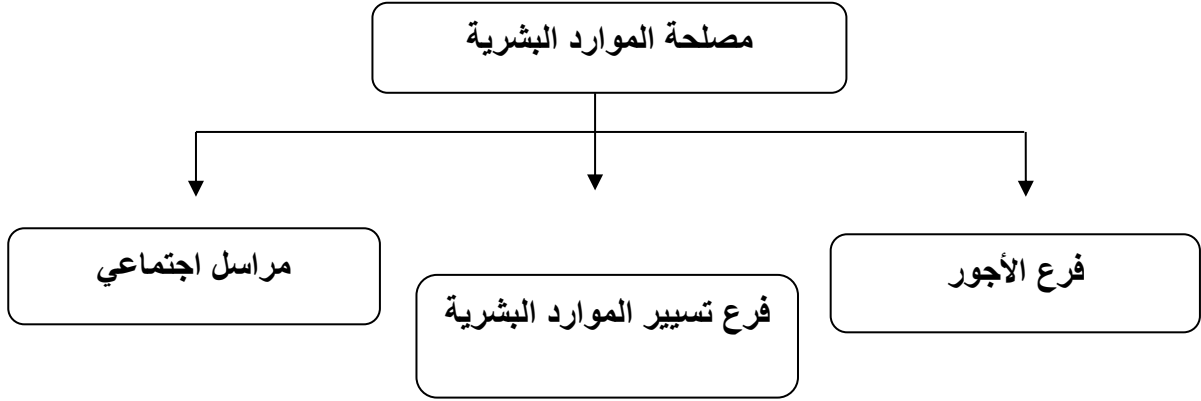 مصلحة الموارد البشرية
فرع الأجور
فرع تسيير الموارد البشرية
مراسل اجتماعي